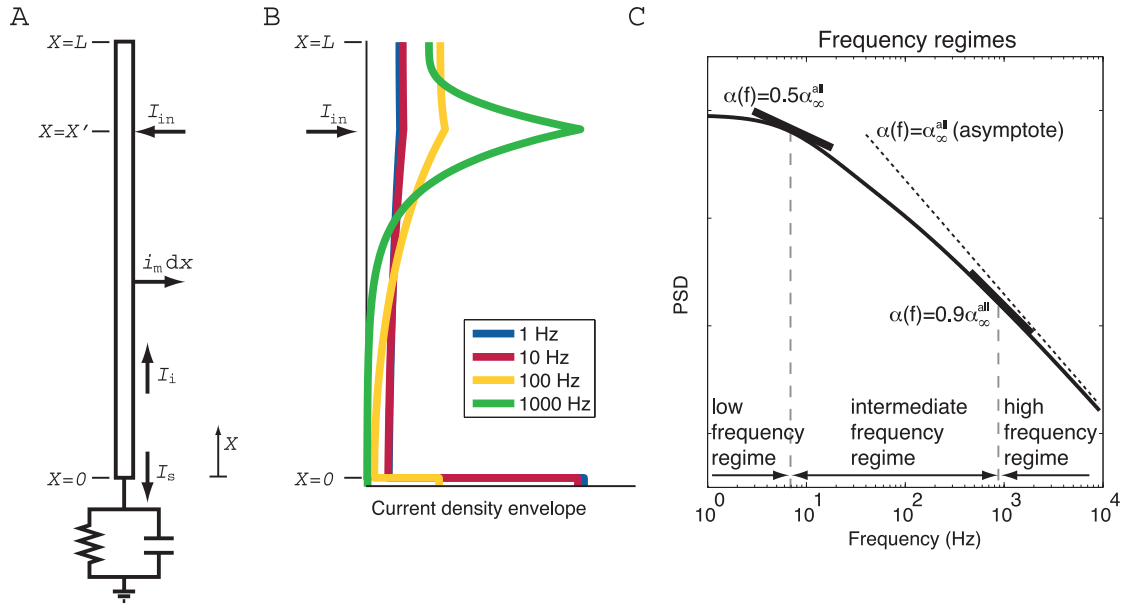 A
X=L
I_in
X=X'
i_m dx
I_i
X
I_s
X=0
B
X=L
I_in
X=X'
1 Hz
10 Hz
100 Hz
1000 Hz
X=0
Current density envelope
C
Frequency regimes
α(f)=0.5α∞^all
α(f)=α∞^all (asymptote)
α(f)=0.9α∞^all
PSD
low
frequency
regime
intermediate
frequency
regime
high
frequency
regime
10^0
10^1
10^2
10^3
10^4
Frequency (Hz)